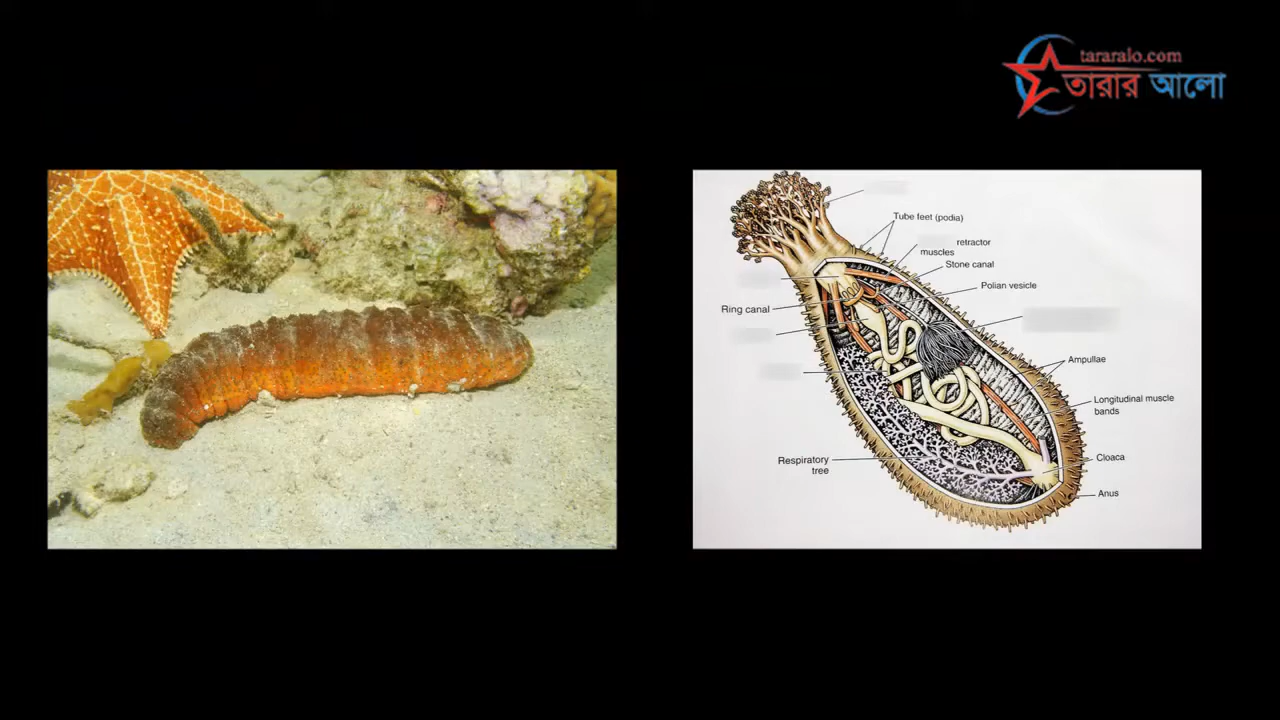 tararalo.com
তারার আলো
Tube feet (podia)
retractor
muscles
Stone canal
Polian vesicle
Ring canal
Ampullae
Longitudinal muscle
bands
Respiratory
tree
Cloaca
Anus